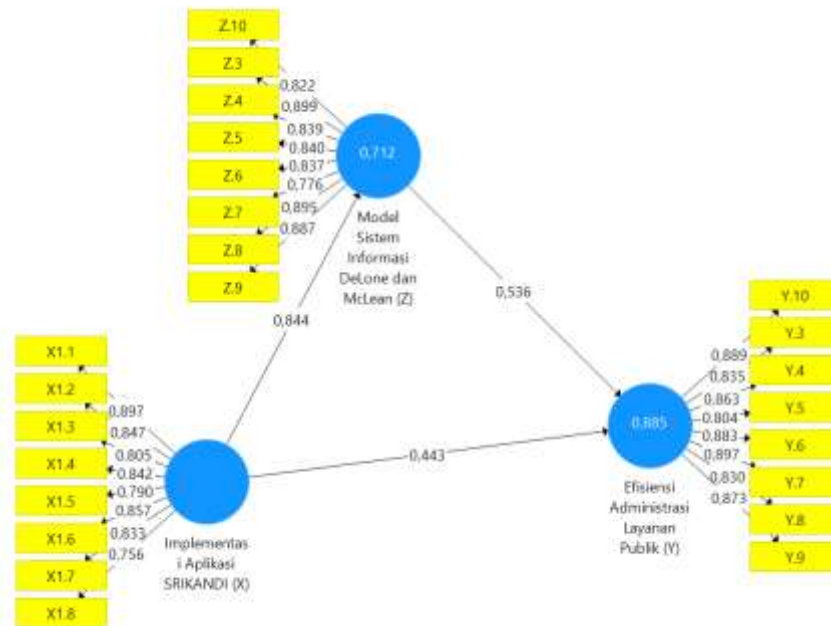 Z.10
Z.3
Z.4
Z.5
Z.6
Z.7
Z.8
Z.9
0,822
0,899
0,839
0,840
0,837
0,776
0,895
0,887
0,712
Model
Sistem
Informasi
DeLone dan
McLean (Z)
0,844
0,536
X1.1
X1.2
X1.3
X1.4
X1.5
X1.6
X1.7
X1.8
0,897
0,847
0,805
0,842
0,790
0,857
0,833
0,756
Implementas
i Aplikasi
SRIKANDI (X)
0,443
0,885
Efisiensi
Administrasi
Layanan
Publik (Y)
0,889
0,835
0,863
0,804
0,883
0,897
0,830
0,873
Y.10
Y.3
Y.4
Y.5
Y.6
Y.7
Y.8
Y.9